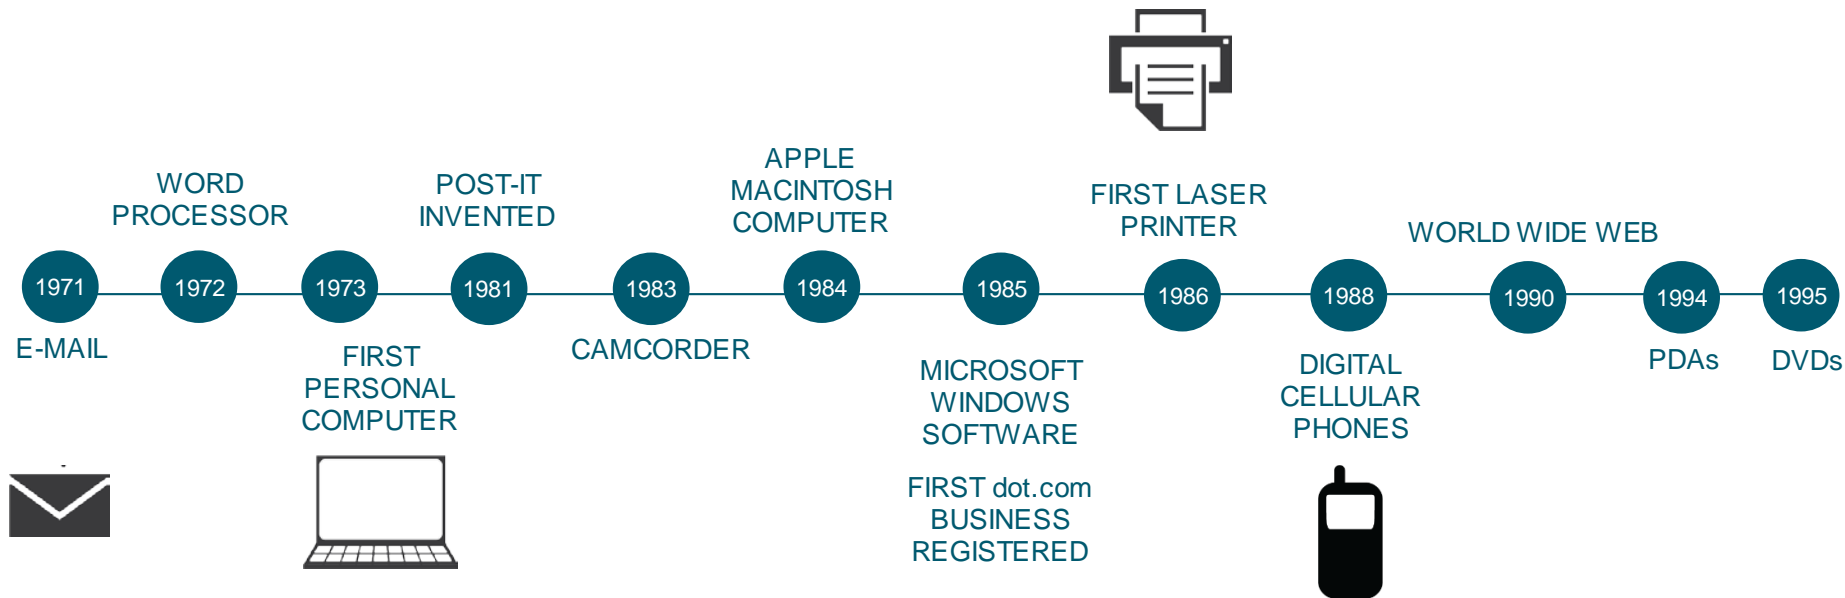 1971
E-MAIL
WORD
PROCESSOR
1972
1973
FIRST
PERSONAL
COMPUTER
POST-IT
INVENTED
1981
1983
CAMCORDER
APPLE
MACINTOSH
COMPUTER
1984
1985
MICROSOFT
WINDOWS
SOFTWARE
FIRST dot.com
BUSINESS
REGISTERED
FIRST LASER
PRINTER
1986
1988
DIGITAL
CELLULAR
PHONES
WORLD WIDE WEB
1990
1994
PDAs
1995
DVDs